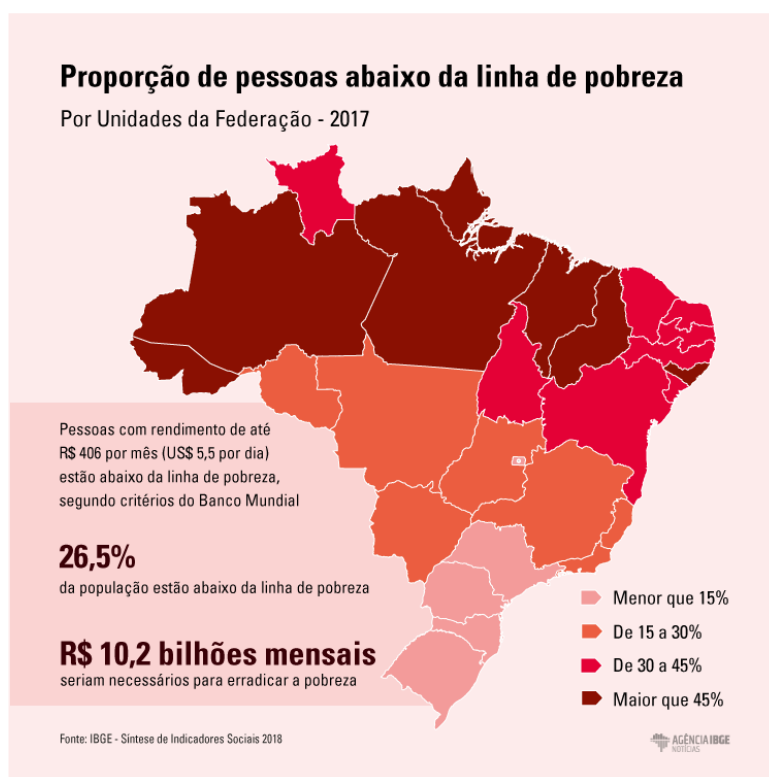 Proporção de pessoas abaixo da linha de pobreza
Por Unidades da Federação - 2017
Pessoas com rendimento de até
R$ 406 por mês (US$ 5,5 por dia)
estão abaixo da linha de pobreza,
segundo critérios do Banco Mundial
26,5%
da população estão abaixo da linha de pobreza
R$ 10,2 bilhões mensais
seriam necessários para erradicar a pobreza
Menor que 15%
De 15 a 30%
De 30 a 45%
Maior que 45%
Fonte: IBGE - Síntese de Indicadores Sociais 2018
AGÊNCIA IBGE
NOTÍCIAS